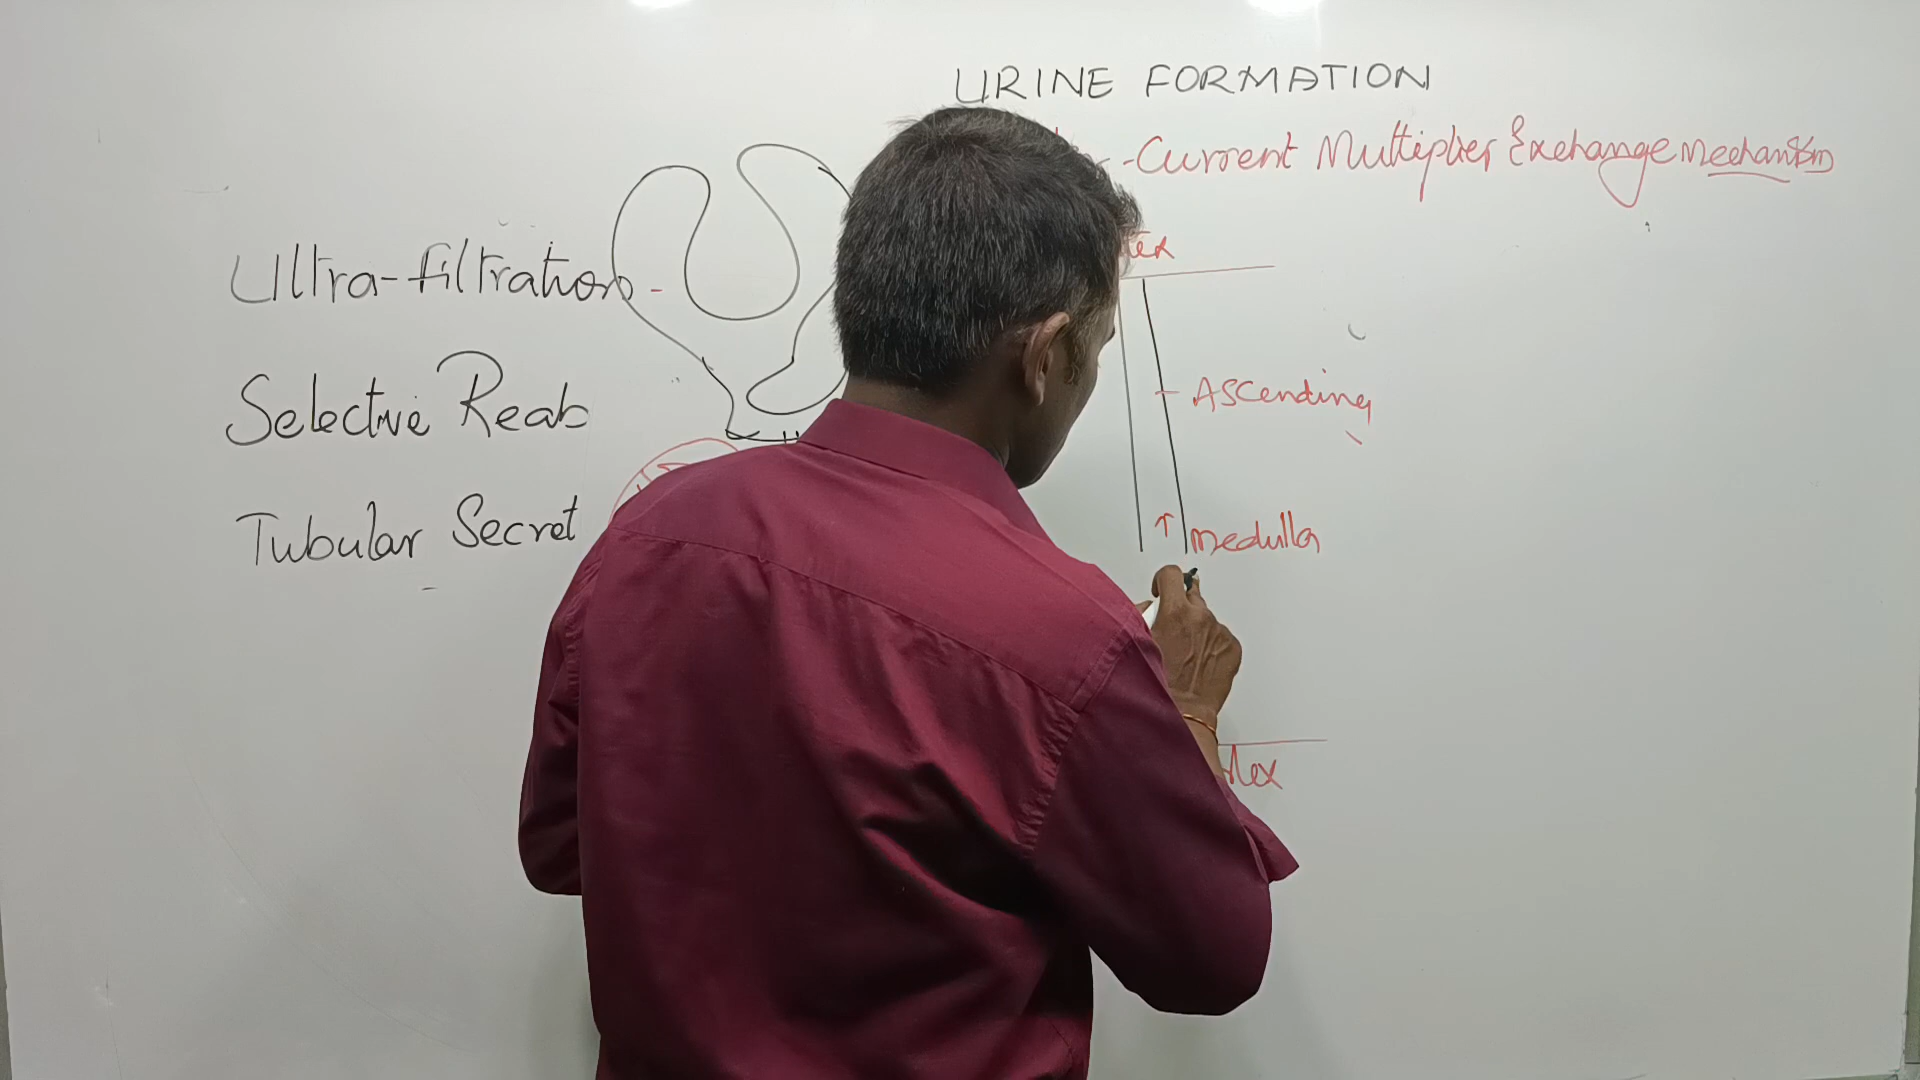 URINE FORMATION
-Current Multiplier Exchange Mechanism
Ultra-filtration -
Ascending
Selective Reab
Tubular Secret
Medulla